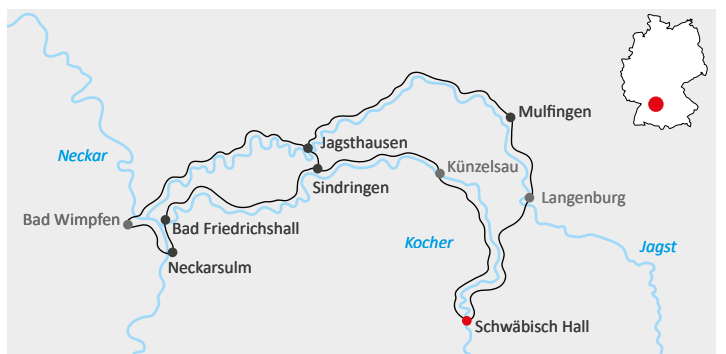 Mulfingen
Jagsthausen
Neckar
Künzelsau
Sindringen
Langenburg
Bad Wimpfen
Bad Friedrichshall
Kocher
Jagst
Neckarsulm
Schwäbisch Hall